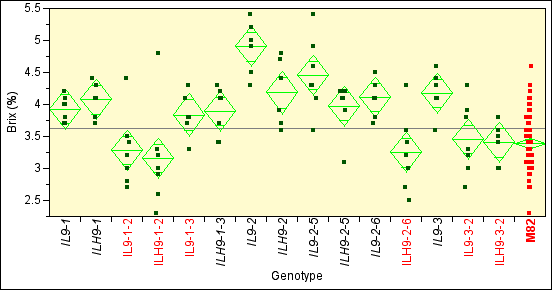 5.5
5
4.5
4
3.5
3
2.5
Brix (%)
IL9-1
ILH9-1
IL9-1-2
ILH9-1-2
IL9-1-3
ILH9-1-3
IL9-2
ILH9-2
IL9-2-5
ILH9-2-5
IL9-2-6
ILH9-2-6
IL9-3
IL9-3-2
ILH9-3-2
M82
Genotype